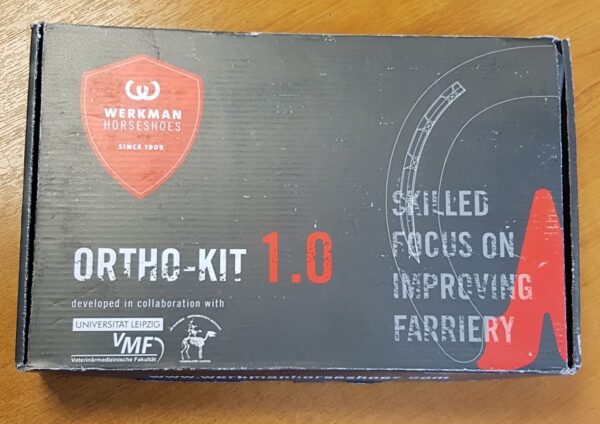 WERKMAN
HORSESHOES
SINCE 1909
ORTHO-KIT 1.0
developed in collaboration with
UNIVERSITÄT LEIPZIG
VMF
Veterinärmedizinische Fakultät
SKILLED
FOCUS ON
IMPROVING
FARRIERY